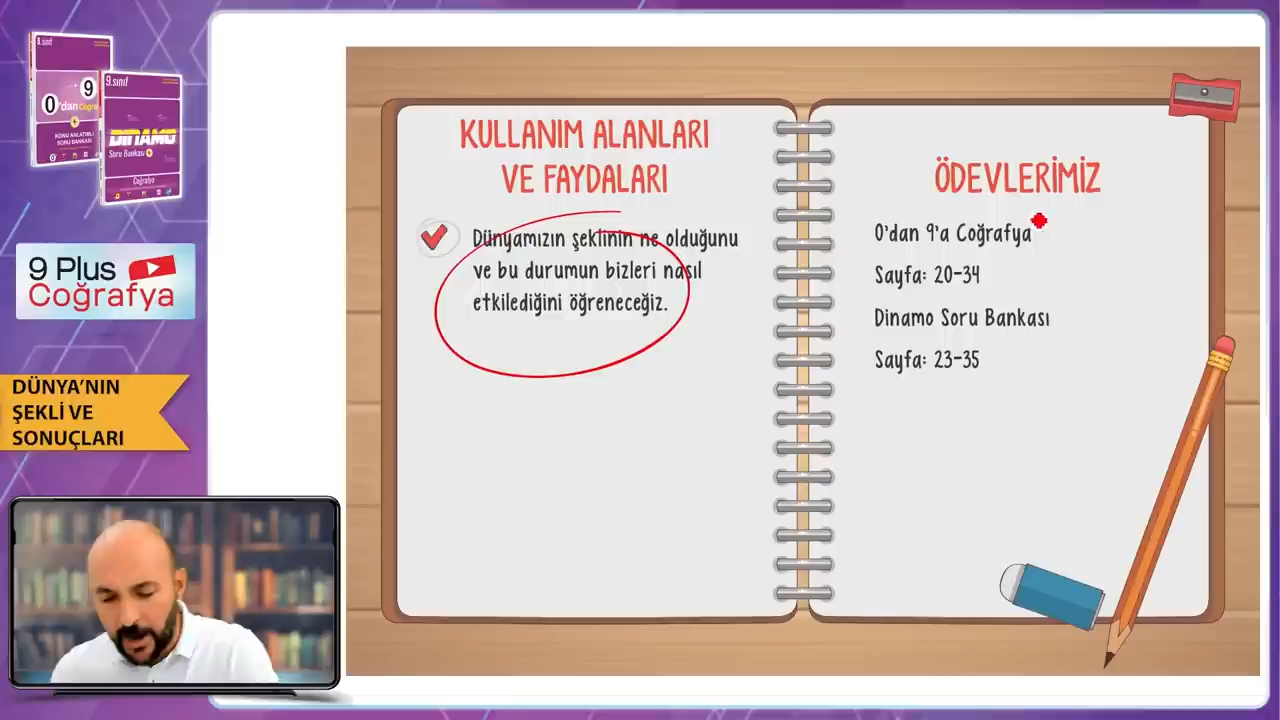 9.sınıf
0'dan 9
KONU ANLATIMLI
SORU BANKASI
9.sınıf
DİNAMO
Soru Bankası
Coğrafya
9 Plus
Coğrafya
DÜNYA'NIN
ŞEKLİ VE
SONUÇLARI
KULLANIM ALANLARI
VE FAYDALARI
Dünyamızın şeklinin ne olduğunu
ve bu durumun bizleri nasıl
etkilediğini öğreneceğiz.
ÖDEVLERİMİZ
0'dan 9'a Coğrafya
Sayfa: 20-34
Dinamo Soru Bankası
Sayfa: 23-35